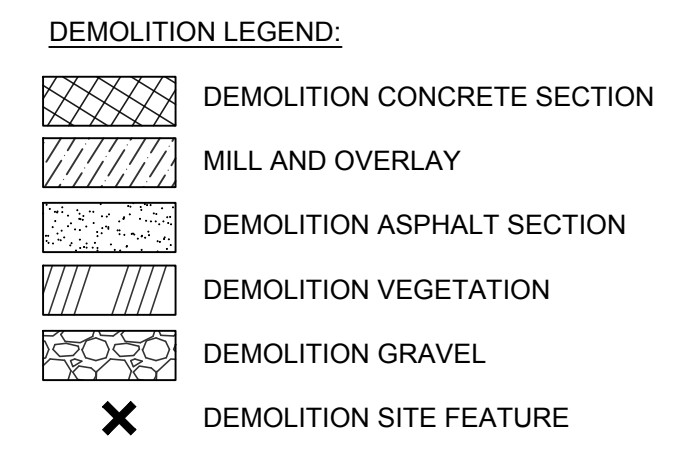 DEMOLITION LEGEND:
DEMOLITION CONCRETE SECTION
MILL AND OVERLAY
DEMOLITION ASPHALT SECTION
DEMOLITION VEGETATION
DEMOLITION GRAVEL
DEMOLITION SITE FEATURE